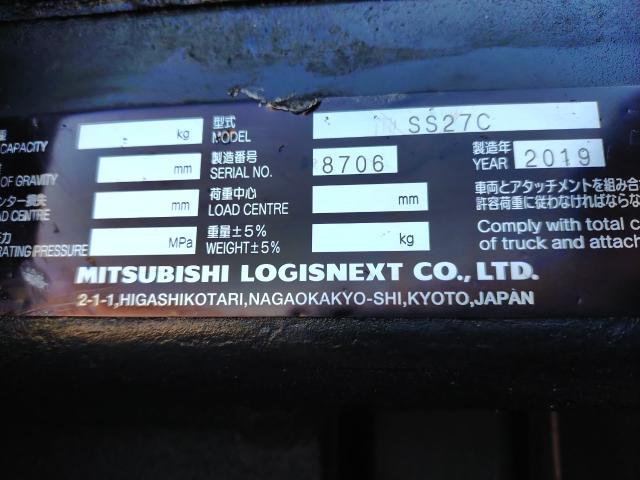 CAPACITY kg 型式 MODEL SS27C
OF GRAVITY mm 製造番号 SERIAL NO. 8706 製造年 YEAR 2019
LOAD CENTRE mm 荷重中心 LOAD CENTRE mm
RATING PRESSURE MPa 重量±5% WEIGHT±5% kg
車両とアタッチメントを組み合
許容荷重に従わなければならな
Comply with total c
of truck and attach
MITSUBISHI LOGISNEXT CO., LTD.
2-1-1,HIGASHIKOTARI,NAGAOKAKYO-SHI,KYOTO,JAPAN